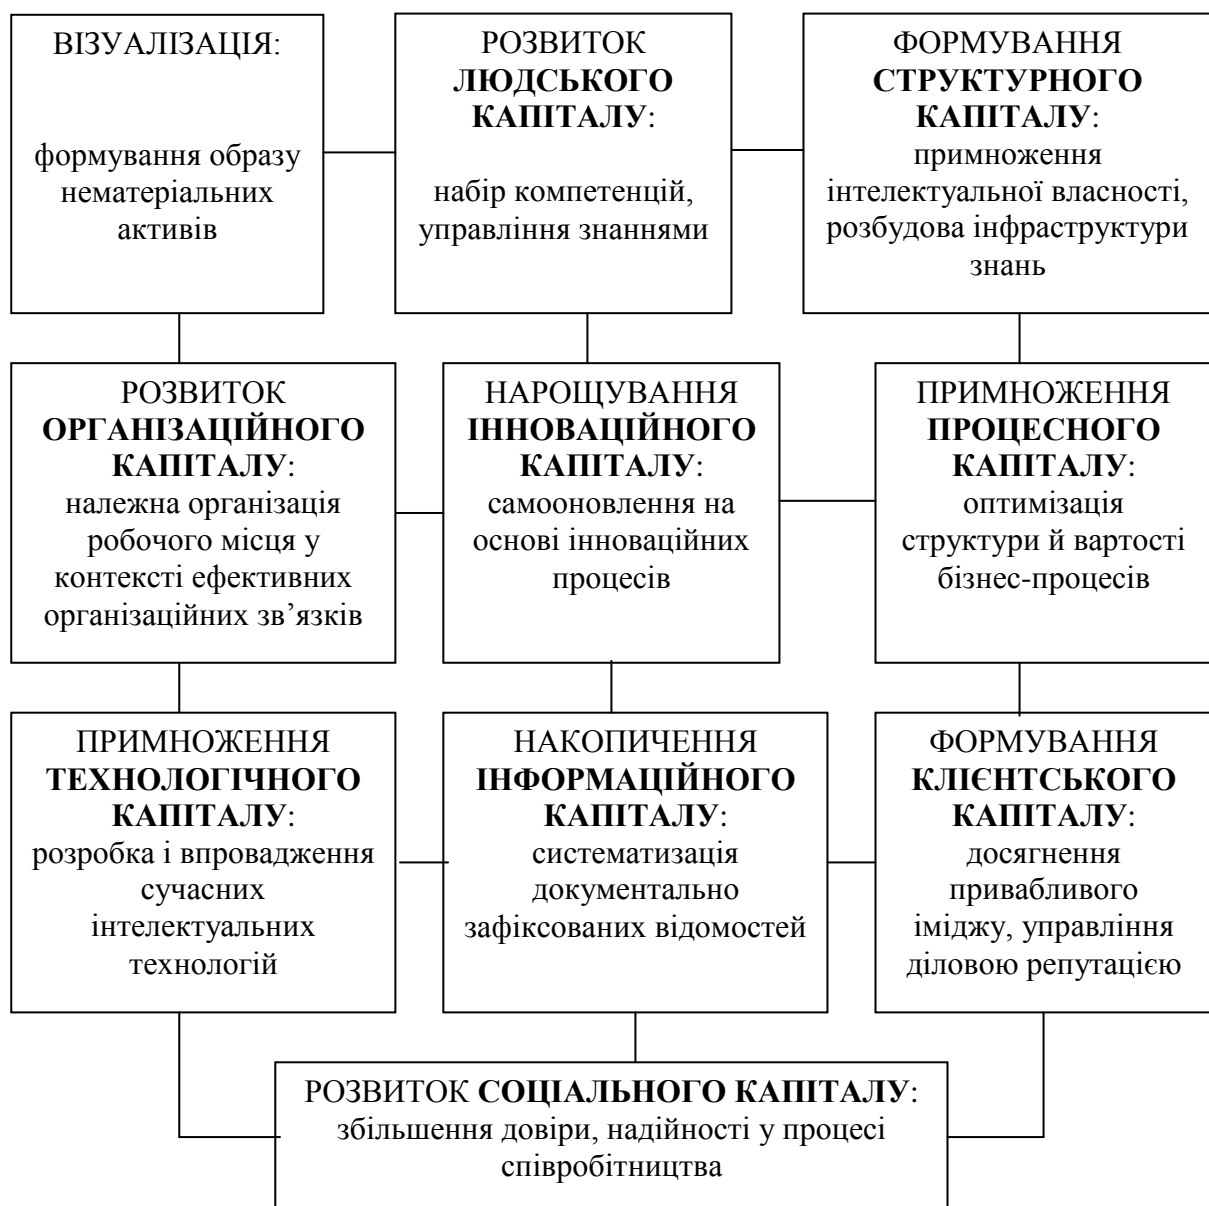 ВІЗУАЛІЗАЦІЯ:
формування образу
нематеріальних
активів
РОЗВИТОК
ЛЮДСЬКОГО
КАПІТАЛУ:
набір компетенцій,
управління знаннями
ФОРМУВАННЯ
СТРУКТУРНОГО
КАПІТАЛУ:
примноження
інтелектуальної власності,
розбудова інфраструктури
знань
РОЗВИТОК
ОРГАНІЗАЦІЙНОГО
КАПІТАЛУ:
належна організація
робочого місця у
контексті ефективних
організаційних зв’язків
НАРОЩУВАННЯ
ІННОВАЦІЙНОГО
КАПІТАЛУ:
самооновлення на
основі інноваційних
процесів
ПРИМНОЖЕННЯ
ПРОЦЕСНОГО
КАПІТАЛУ:
оптимізація
структури й вартості
бізнес-процесів
ПРИМНОЖЕННЯ
ТЕХНОЛОГІЧНОГО
КАПІТАЛУ:
розробка і впровадження
сучасних
інтелектуальних
технологій
НАКОПИЧЕННЯ
ІНФОРМАЦІЙНОГО
КАПІТАЛУ:
систематизація
документально
зафіксованих відомостей
ФОРМУВАННЯ
КЛІЄНТСЬКОГО
КАПІТАЛУ:
досягнення
привабливого
іміджу, управління
діловою репутацією
РОЗВИТОК СОЦІАЛЬНОГО КАПІТАЛУ:
збільшення довіри, надійності у процесі
співробітництва